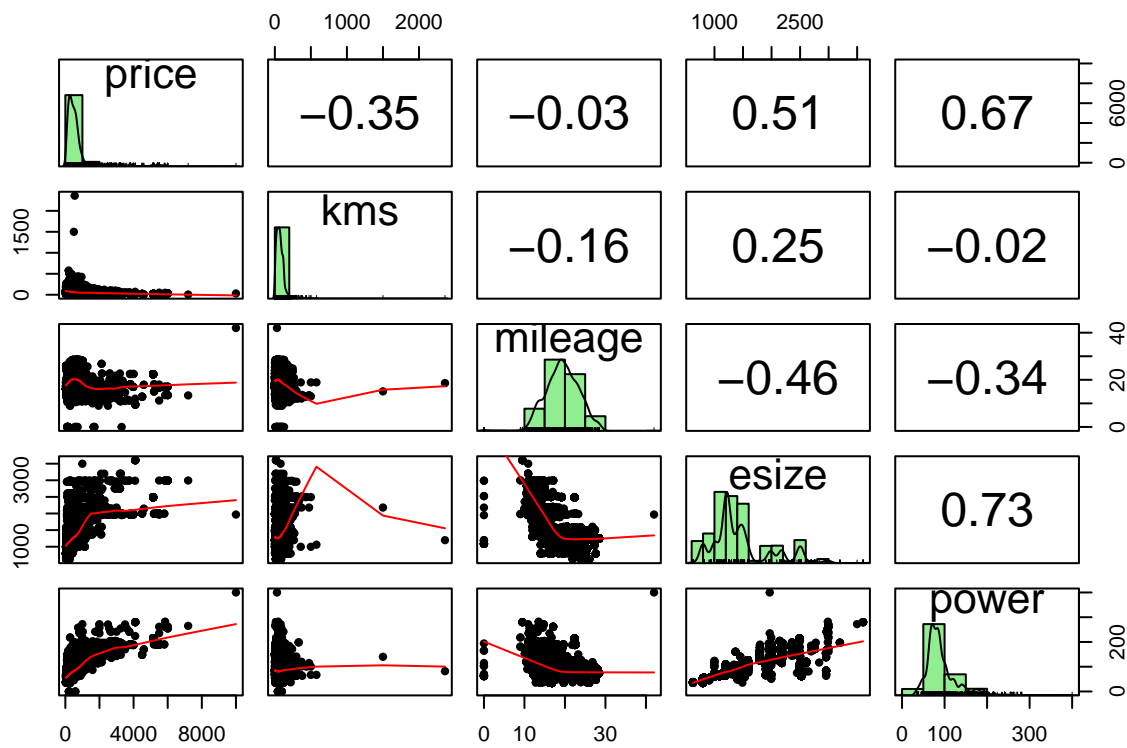 0 1000 2000 1000 2500
price −0.35 −0.03 0.51 0.67 0 6000
0 1500 kms −0.16 0.25 −0.02
mileage −0.46 −0.34 0 20 40
1000 3000 esize 0.73
power 0 200
0 4000 10000 0 10 30 0 100 300